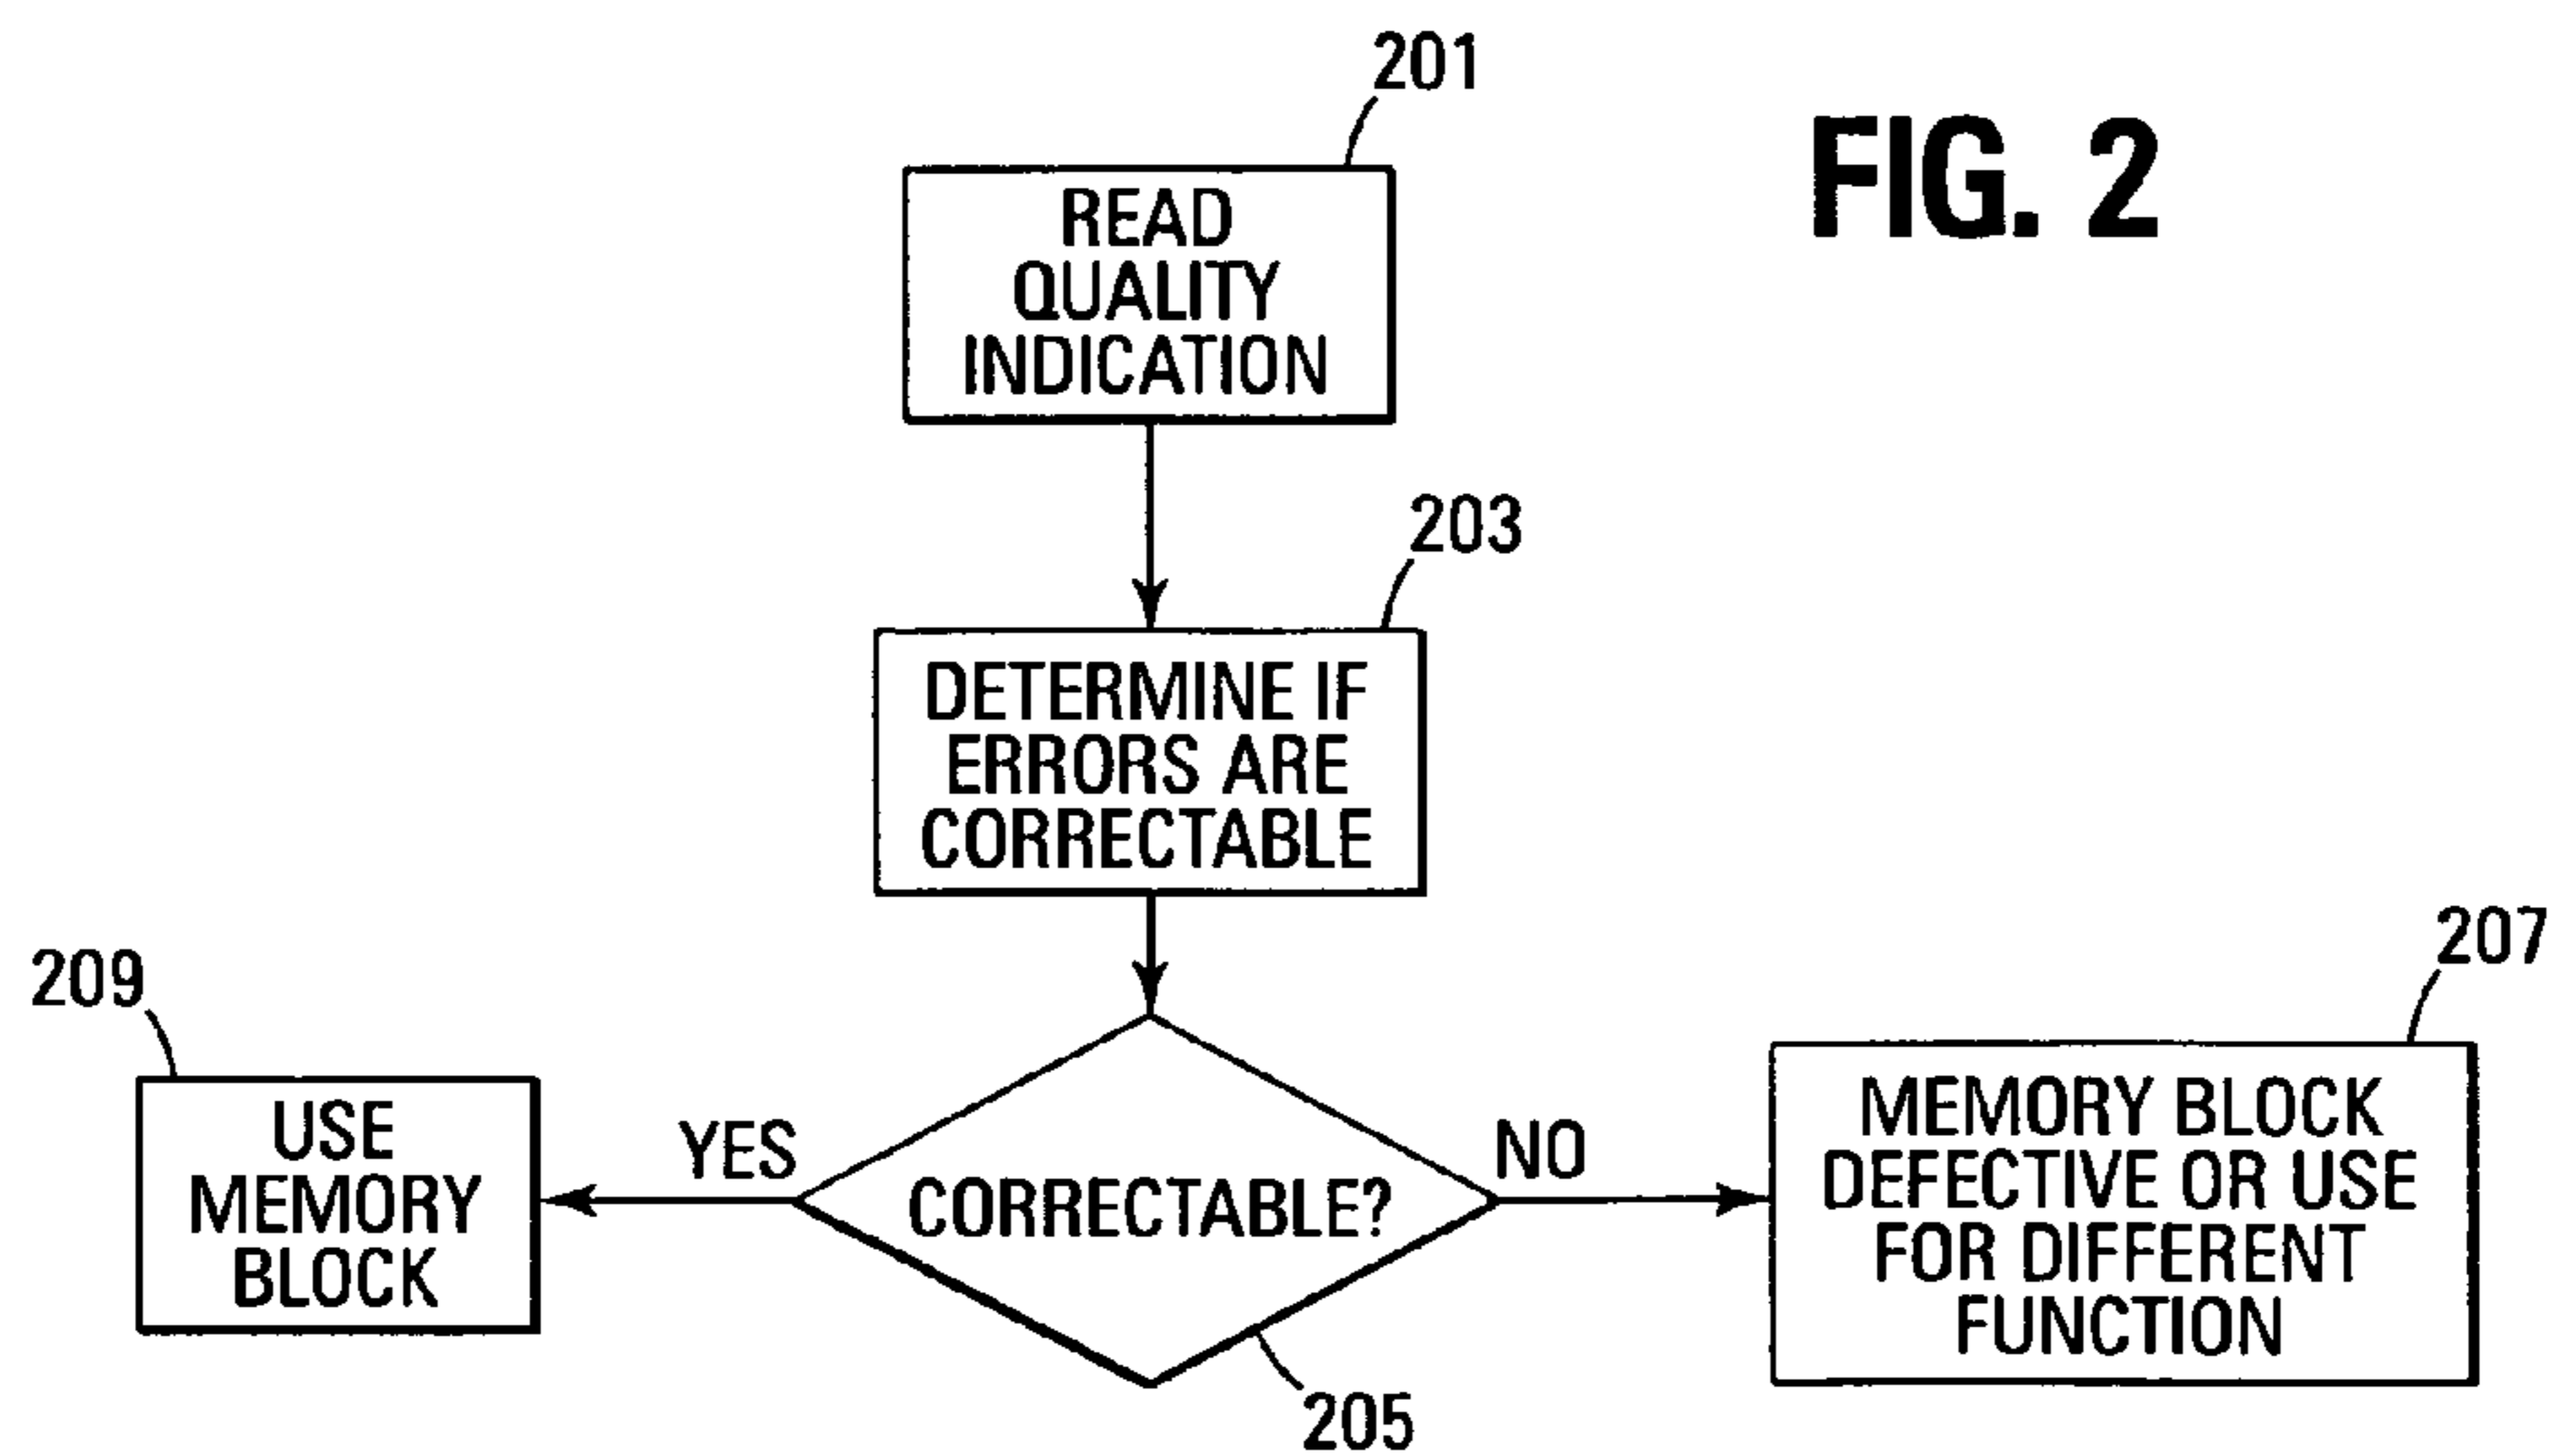 201
FIG. 2
READ
QUALITY
INDICATION
203
DETERMINE IF
ERRORS ARE
CORRECTABLE
209
207
USE
MEMORY
BLOCK
YES
CORRECTABLE?
NO
MEMORY BLOCK
DEFECTIVE OR USE
FOR DIFFERENT
FUNCTION
205